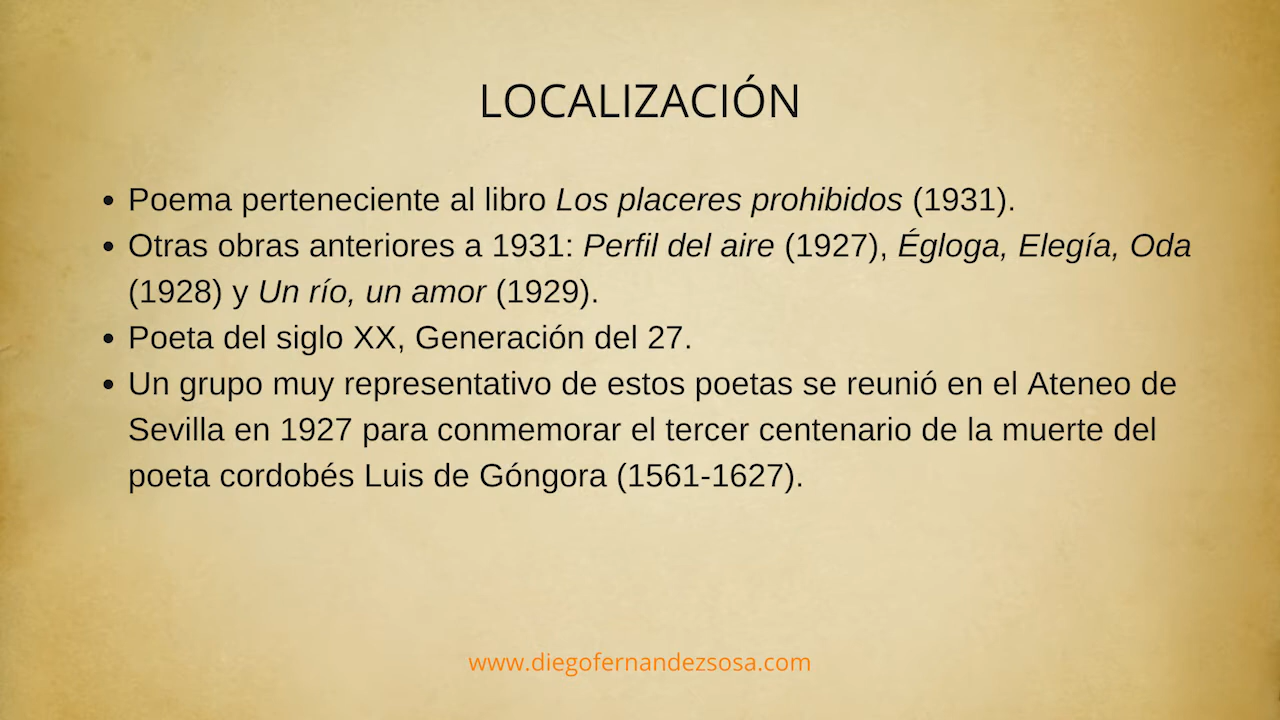 LOCALIZACIÓN
• Poema perteneciente al libro Los placeres prohibidos (1931).
• Otras obras anteriores a 1931: Perfil del aire (1927), Égloga, Elegía, Oda
(1928) y Un río, un amor (1929).
• Poeta del siglo XX, Generación del 27.
• Un grupo muy representativo de estos poetas se reunió en el Ateneo de
Sevilla en 1927 para conmemorar el tercer centenario de la muerte del
poeta cordobés Luis de Góngora (1561-1627).
www.diegofernandezsosa.com